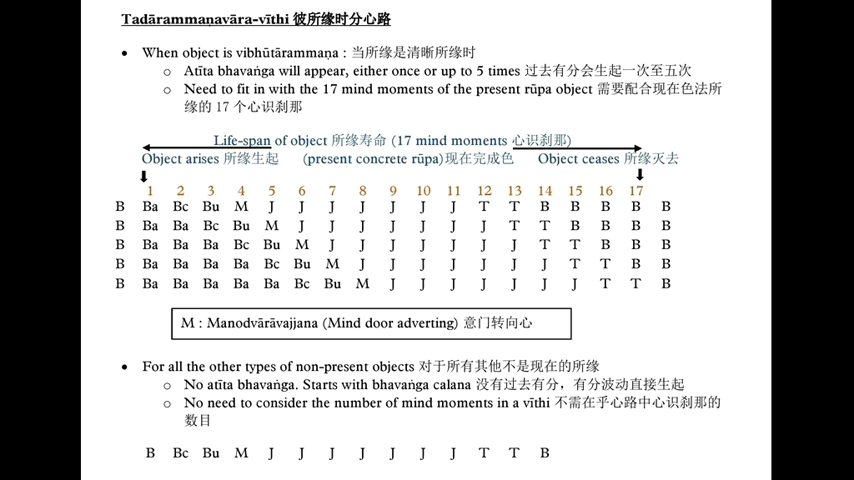 Tadārammaṇavāra-vīthi 彼所缘时分心路
• When object is vibhūtārammaṇa : 当所缘是清晰所缘时
o Atīta bhavaṅga will appear, either once or up to 5 times 过去有分会生起一次至五次
o Need to fit in with the 17 mind moments of the present rūpa object 需要配合现在色法所
缘的 17 个心识刹那
Life-span of object 所缘寿命 (17 mind moments 心识刹那)
Object arises 所缘生起 (present concrete rūpa)现在完成色 Object ceases 所缘灭去
1 2 3 4 5 6 7 8 9 10 11 12 13 14 15 16 17
B Ba Bc Bu M J J J J J J J T T B B B B B
B Ba Ba Bc Bu M J J J J J J J T T B B B B
B Ba Ba Ba Bc Bu M J J J J J J J T T B B B
B Ba Ba Ba Ba Bc Bu M J J J J J J J T T B B
B Ba Ba Ba Ba Ba Bc Bu M J J J J J J J T T B
M : Manodvārāvajjana (Mind door adverting) 意门转向心
• For all the other types of non-present objects 对于所有其他不是现在的所缘
o No atīta bhavaṅga. Starts with bhavaṅga calana 没有过去有分，有分波动直接生起
o No need to consider the number of mind moments in a vīthi 不需在乎心路中心识刹那的
数目
B Bc Bu M J J J J J J J T T B